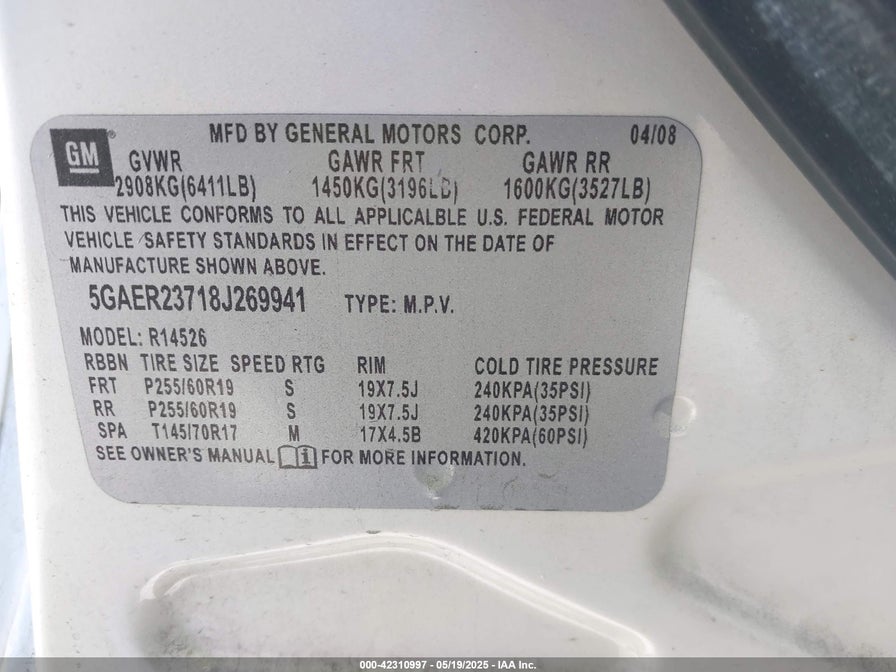 MFD BY GENERAL MOTORS CORP. 04/08
GM
GVWR GAWR FRT GAWR RR
2908KG(6411LB) 1450KG(3196LB) 1600KG(3527LB)
THIS VEHICLE CONFORMS TO ALL APPLICALBLE U.S. FEDERAL MOTOR
VEHICLE SAFETY STANDARDS IN EFFECT ON THE DATE OF
MANUFACTURE SHOWN ABOVE.
5GAER23718J269941 TYPE: M.P.V.
MODEL: R14526
RBBN TIRE SIZE SPEED RTG RIM COLD TIRE PRESSURE
FRT P255/60R19 S 19X7.5J 240KPA(35PSI)
RR P255/60R19 S 19X7.5J 240KPA(35PSI)
SPA T145/70R17 M 17X4.5B 420KPA(60PSI)
SEE OWNER'S MANUAL i FOR MORE INFORMATION.
000-42310997 - 05/19/2025 - IAA Inc.